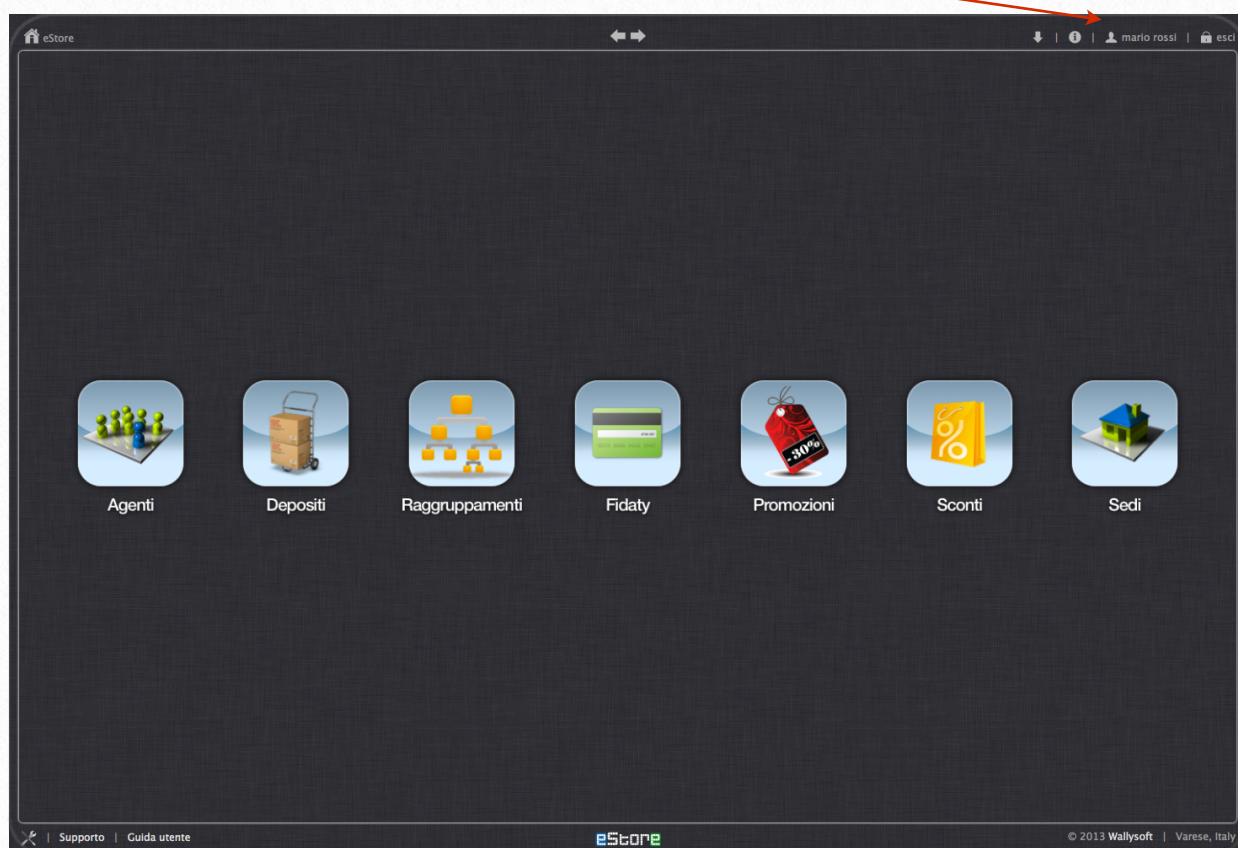 eStore
mario rossi | esci
-30%
Agenti Depositi Raggruppamenti Fidaty Promozioni Sconti Sedi
| Supporto | Guida utente eStore © 2013 Wallysoft | Varese, Italy